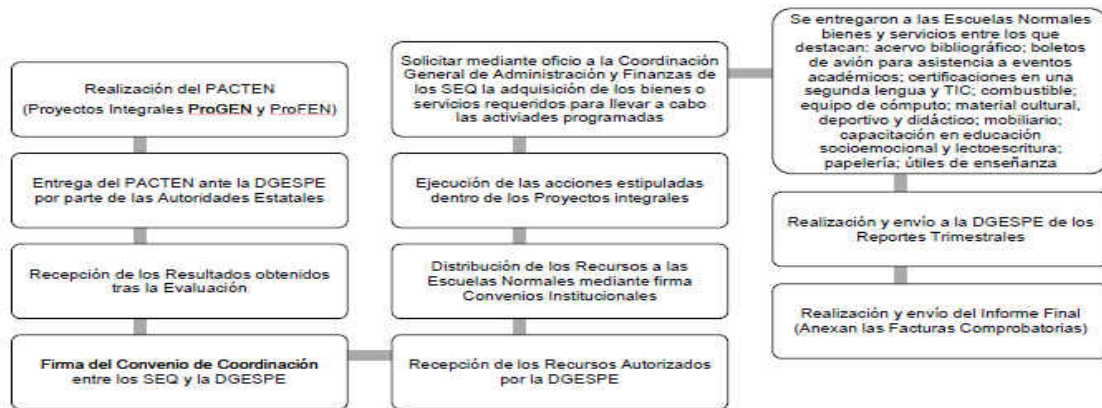 Realización del PACTEN
(Proyectos Integrales ProGEN y ProFEN)
Entrega del PACTEN ante la DGESPE
por parte de las Autoridades Estatales
Recepción de los Resultados obtenidos
tras la Evaluación
Firma del Convenio de Coordinación
entre los SEQ y la DGESPE
Recepción de los Recursos Autorizados
por la DGESPE
Distribución de los Recursos a las
Escuelas Normales mediante firma
Convenios Institucionales
Ejecución de las acciones estipuladas
dentro de los Proyectos integrales
Solicitar mediante oficio a la Coordinación
General de Administración y Finanzas de
los SEQ la adquisición de los bienes o
servicios requeridos para llevar a cabo
las activiades programadas
Se entregaron a las Escuelas Normales
bienes y servicios entre los que
destacan: acervo bibliográfico; boletos
de avión para asistencia a eventos
académicos; certificaciones en una
segunda lengua y TIC; combustible;
equipo de cómputo; material cultural,
deportivo y didáctico; mobiliario;
capacitación en educación
socioemocional y lectoescritura;
papelería; útiles de enseñanza
Realización y envío a la DGESPE de los
Reportes Trimestrales
Realización y envío del Informe Final
(Anexan las Facturas Comprobatorias)